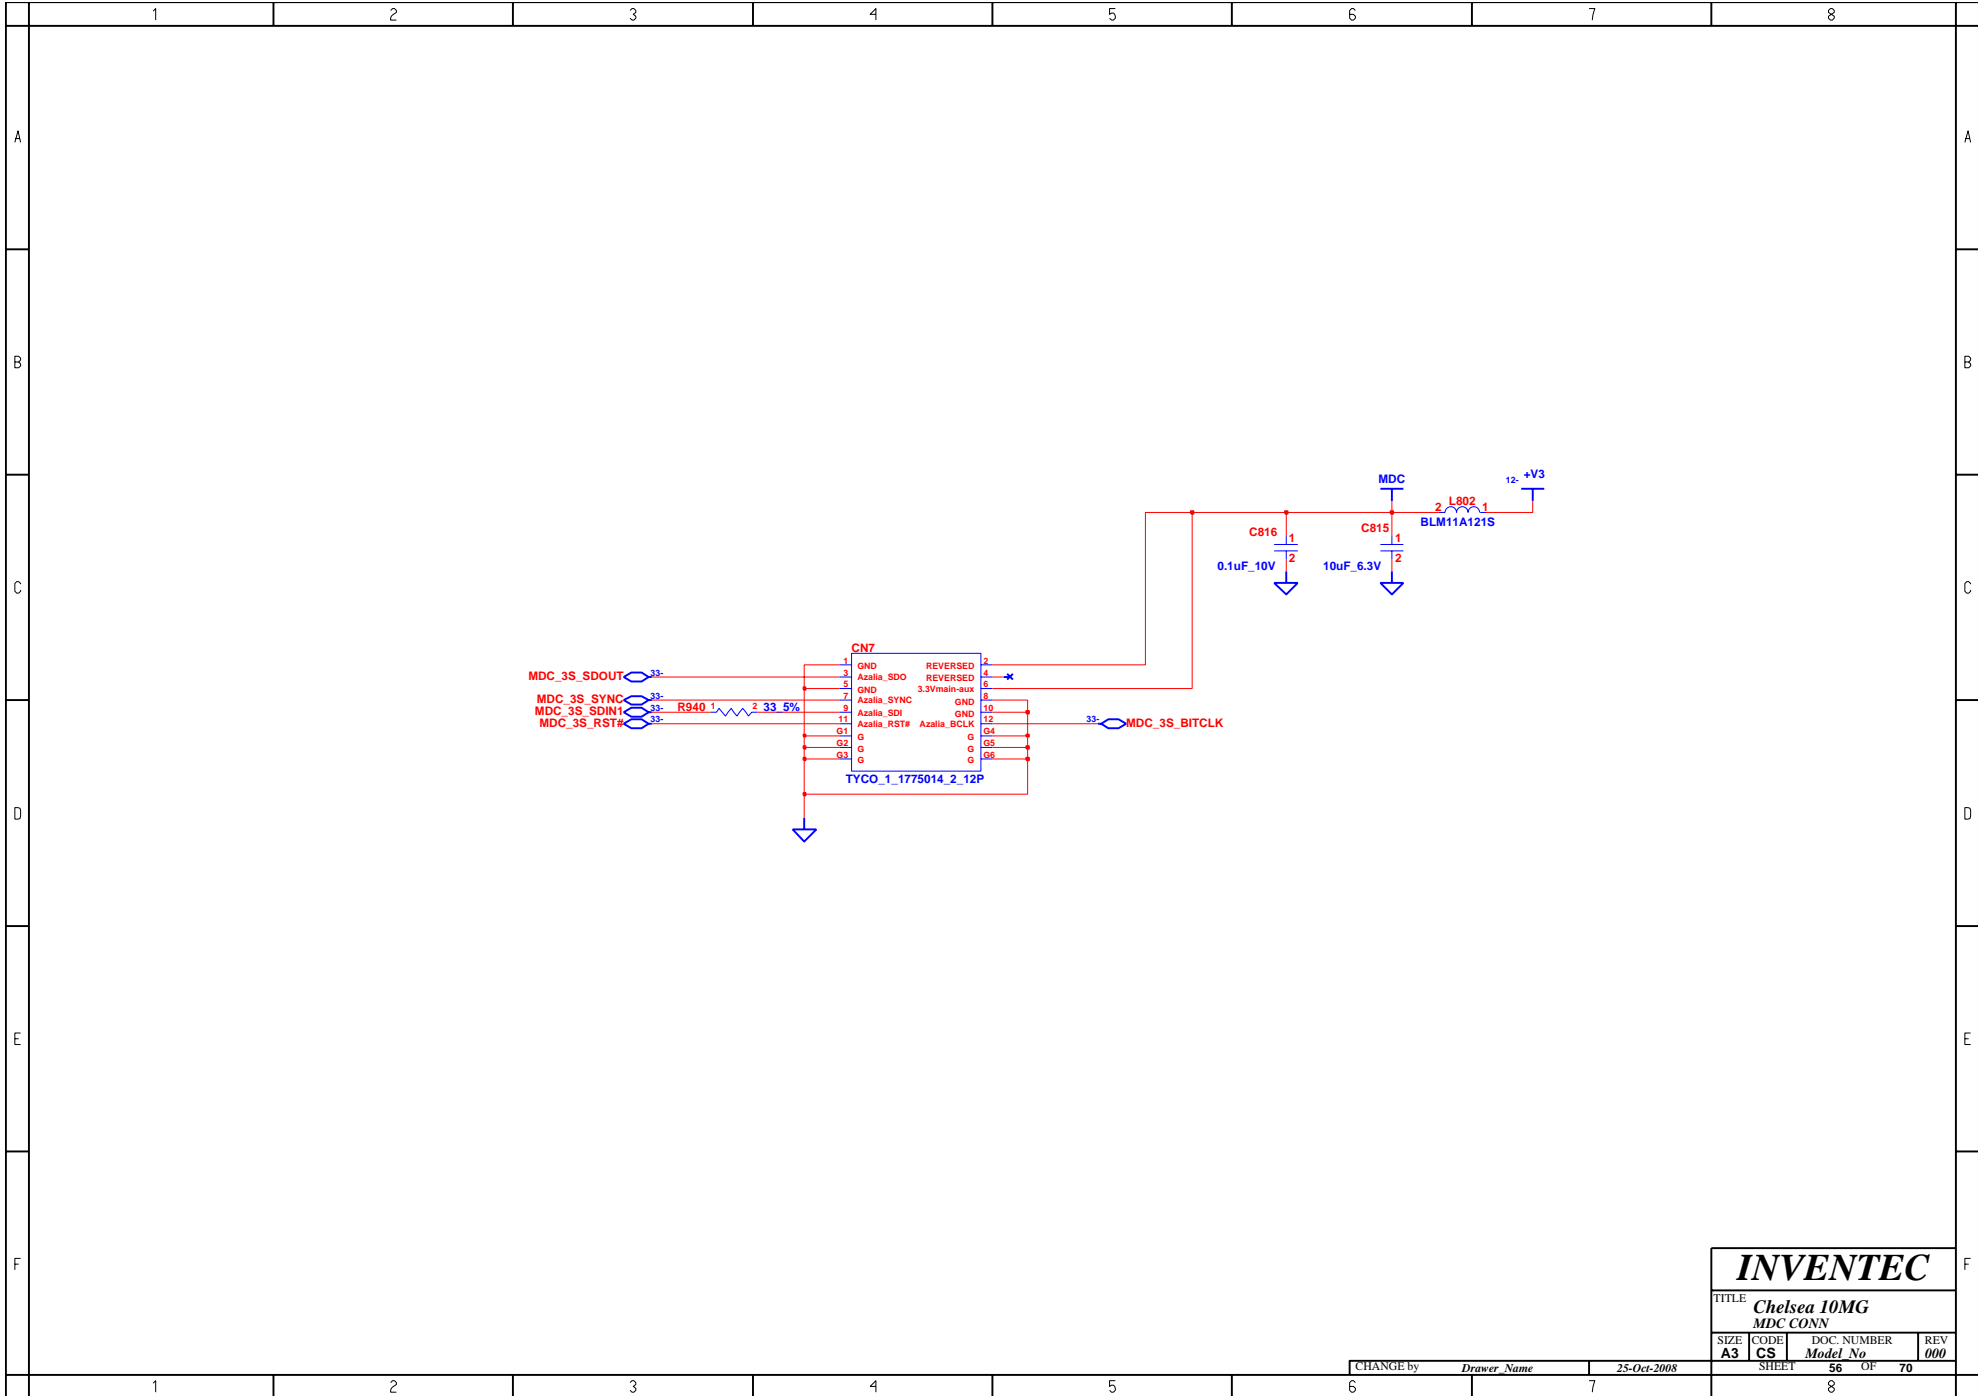 1 2 3 4 5 6 7 8
A A
B B
MDC 12- +V3
2 L802 1
BLM11A121S
C816 1 C815 1
2 2
0.1uF_10V 10uF_6.3V
C C
CN7
1 GND REVERSED 2
MDC_3S_SDOUT 33- 3 Azalia_SDO REVERSED 4
5 GND 3.3Vmain-aux 6
MDC_3S_SYNC 33- 7 Azalia_SYNC GND 8
MDC_3S_SDIN1 33- R940 1 2 33_5% 9 Azalia_SDI GND 10
MDC_3S_RST# 33- 11 Azalia_RST# Azalia_BCLK 12 33- MDC_3S_BITCLK
G1 G G G4
G2 G G G5
G3 G G G6
TYCO_1_1775014_2_12P
D D
E E
F F
INVENTEC
TITLE Chelsea 10MG
MDC CONN
SIZE CODE DOC. NUMBER REV
A3 CS Model_No 000
CHANGE by Drawer_Name 25-Oct-2008 SHEET 56 OF 70
1 2 3 4 5 6 7 8